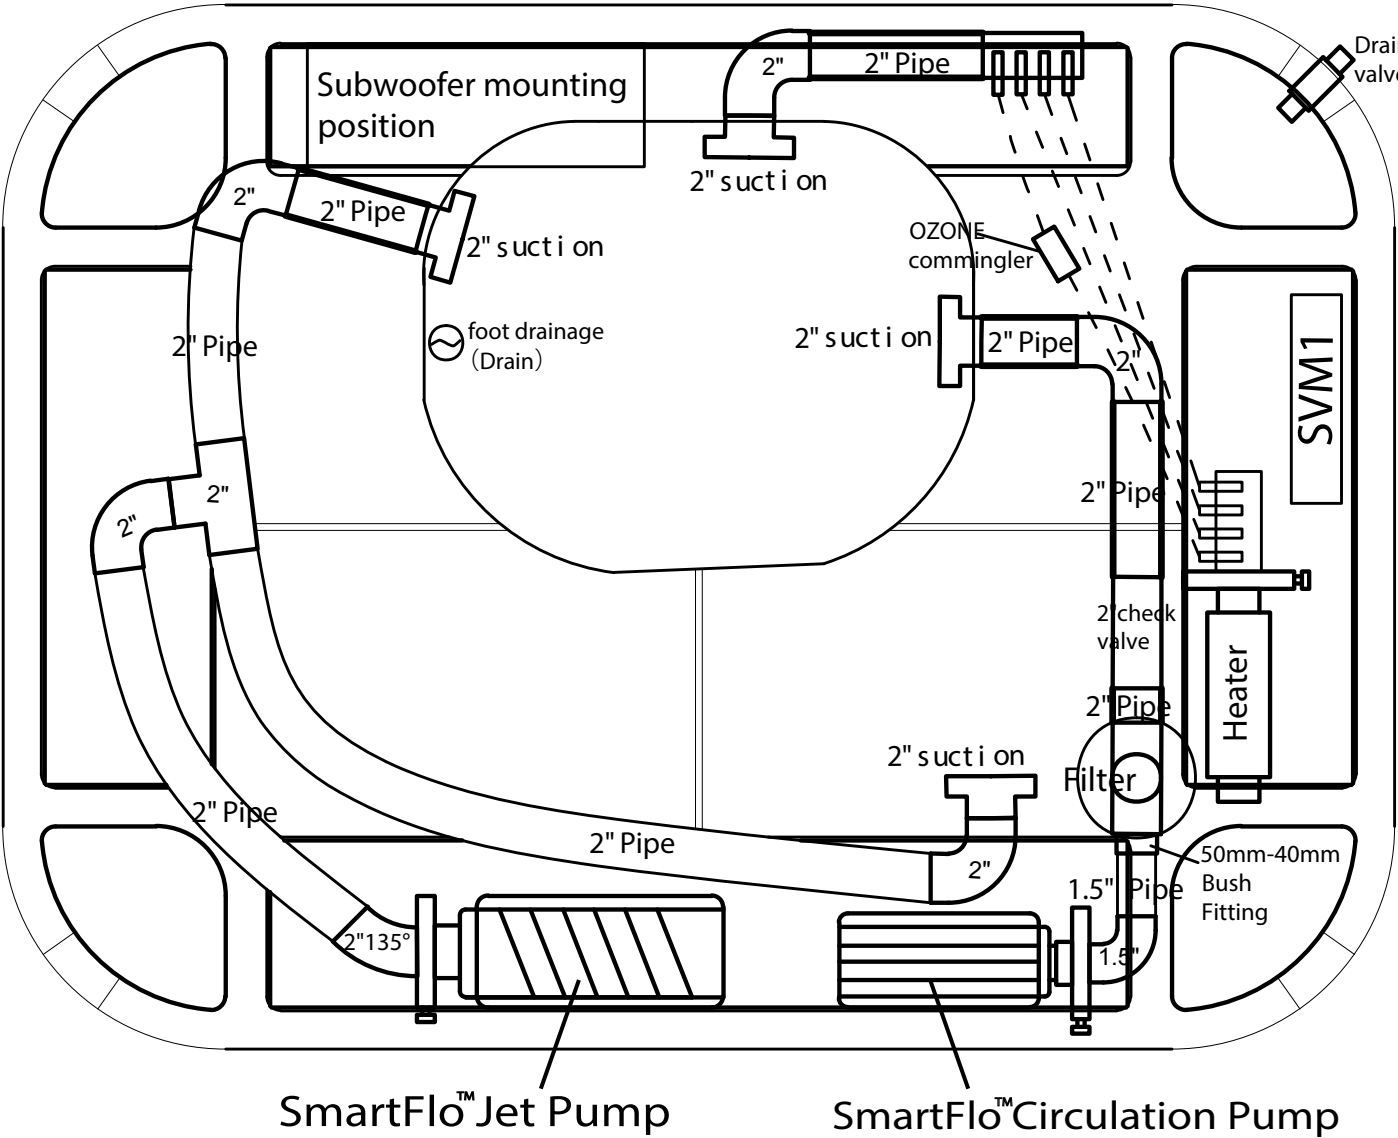 Subwoofer mounting
position
2"
2" Pipe
Drai
valve
2" suction
2"
2" Pipe
2" suction
OZONE
commingler
2" Pipe
foot drainage
(Drain)
2" suction
2" Pipe
2"
SVM1
2"
2"
2" Pipe
2"check
valve
2" Pipe
Heater
2" suction
Filter
2" Pipe
2" Pipe
2"
50mm-40mm
Bush
Fitting
1.5" Pipe
2"135°
1.5"
SmartFlo™ Jet Pump
SmartFlo™ Circulation Pump